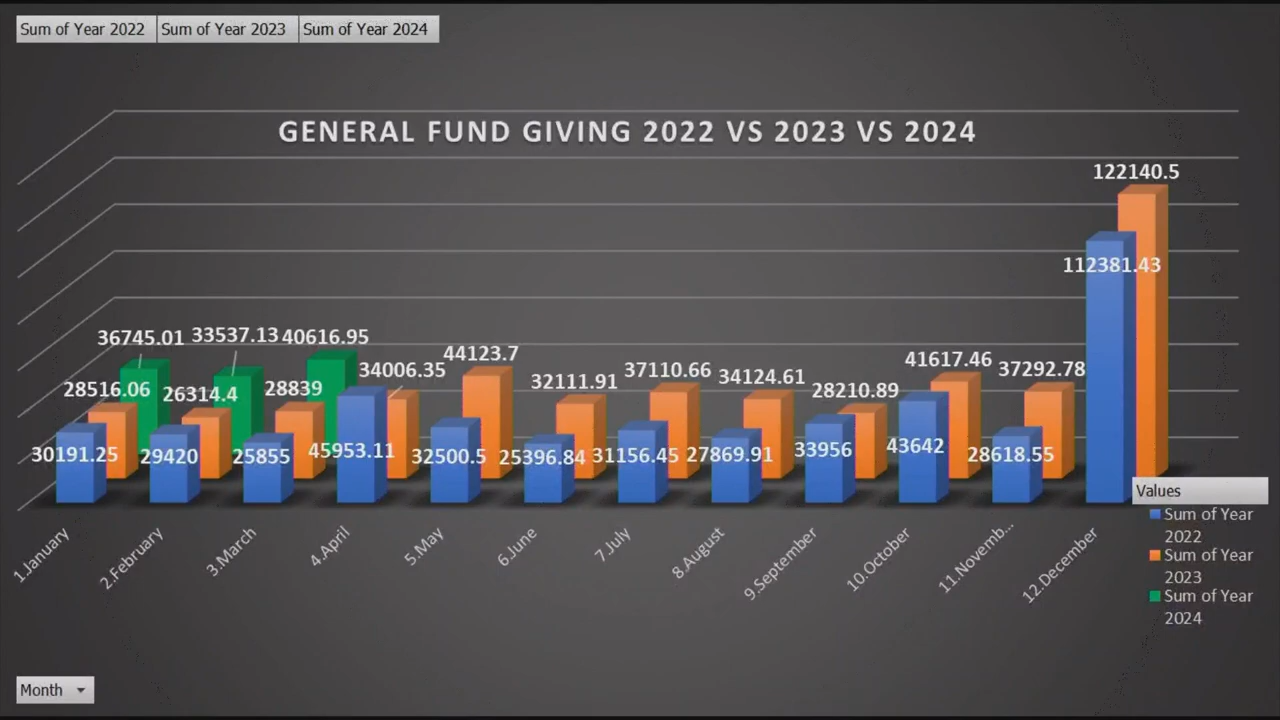 Sum of Year 2022 Sum of Year 2023 Sum of Year 2024
GENERAL FUND GIVING 2022 VS 2023 VS 2024
122140.5
112381.43
36745.01 33537.13 40616.95
34006.35 44123.7
28516.06 26314.4 28839
32111.91 37110.66 34124.61 28210.89 41617.46 37292.78
30191.25 29420 25855 45953.11 32500.5 25396.84 31156.45 27869.91 33956 43642 28618.55
1.January 2.February 3.March 4.April 5.May 6.June 7.July 8.August 9.September 10.October 11.Novemb... 12.December
Values
Sum of Year
2022
Sum of Year
2023
Sum of Year
2024
Month